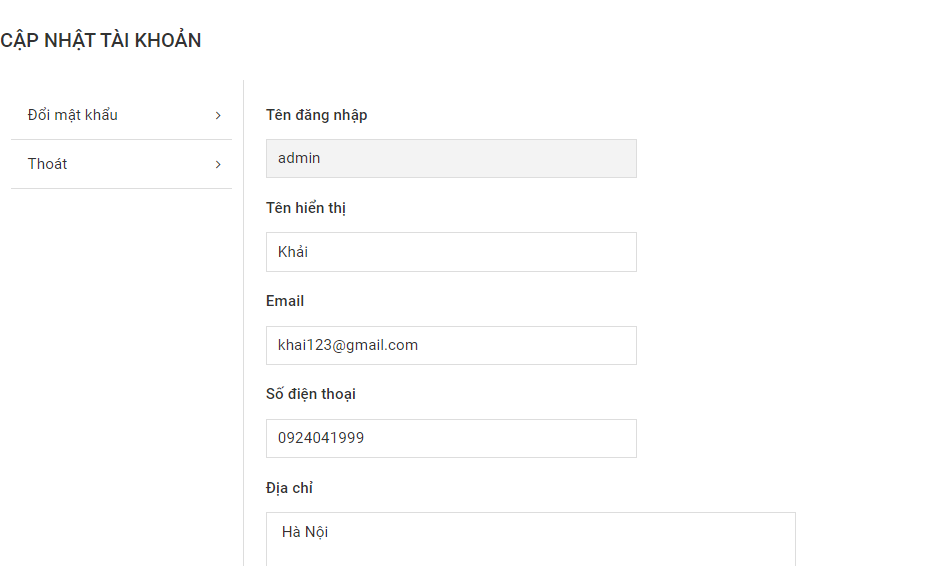 CẬP NHẬT TÀI KHOẢN
Đổi mật khẩu
Thoát
Tên đăng nhập
admin
Tên hiển thị
Khải
Email
khai123@gmail.com
Số điện thoại
0924041999
Địa chỉ
Hà Nội